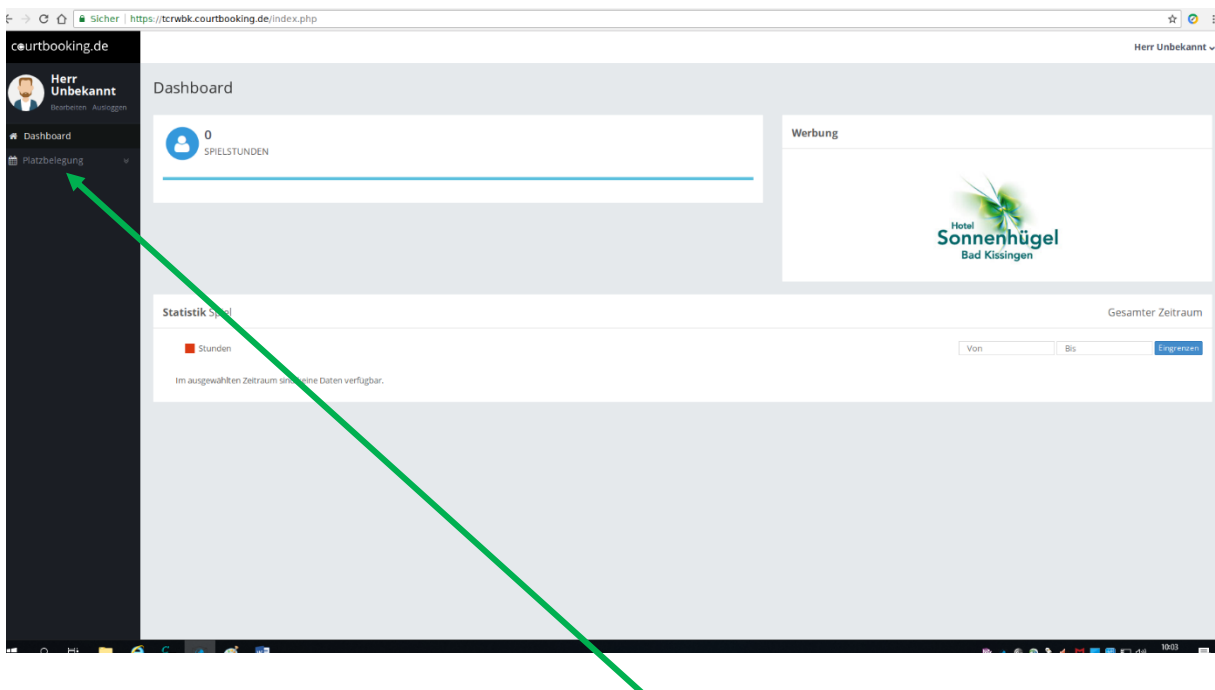 Sicher | https://tcrwbk.courtbooking.de/index.php
courtbooking.de
Herr Unbekannt
Herr
Unbekannt
Bearbeiten Ausloggen
Dashboard
Platzbelegung
Dashboard
0
SPIELSTUNDEN
Werbung
Hotel
Sonnenhügel
Bad Kissingen
Statistik Spiel
Gesamter Zeitraum
Stunden
Von
Bis
Eingrenzen
Im ausgewählten Zeitraum sind keine Daten verfügbar.
10:03